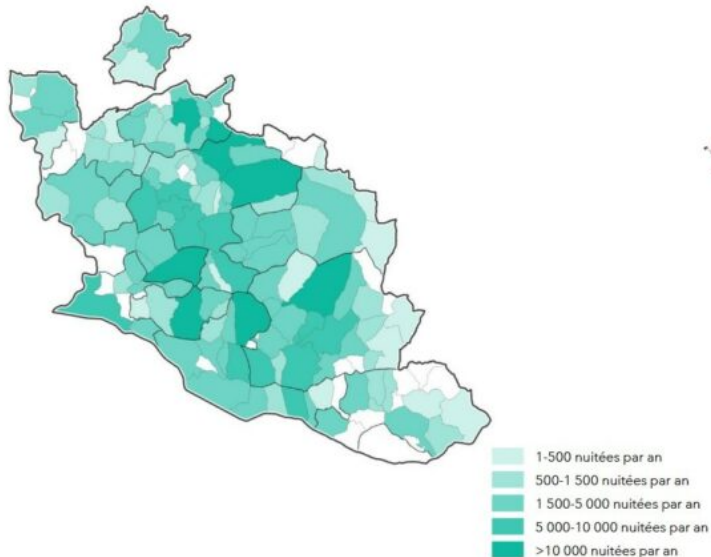 1-500 nuitées par an
500-1 500 nuitées par an
1 500-5 000 nuitées par an
5 000-10 000 nuitées par an
>10 000 nuitées par an